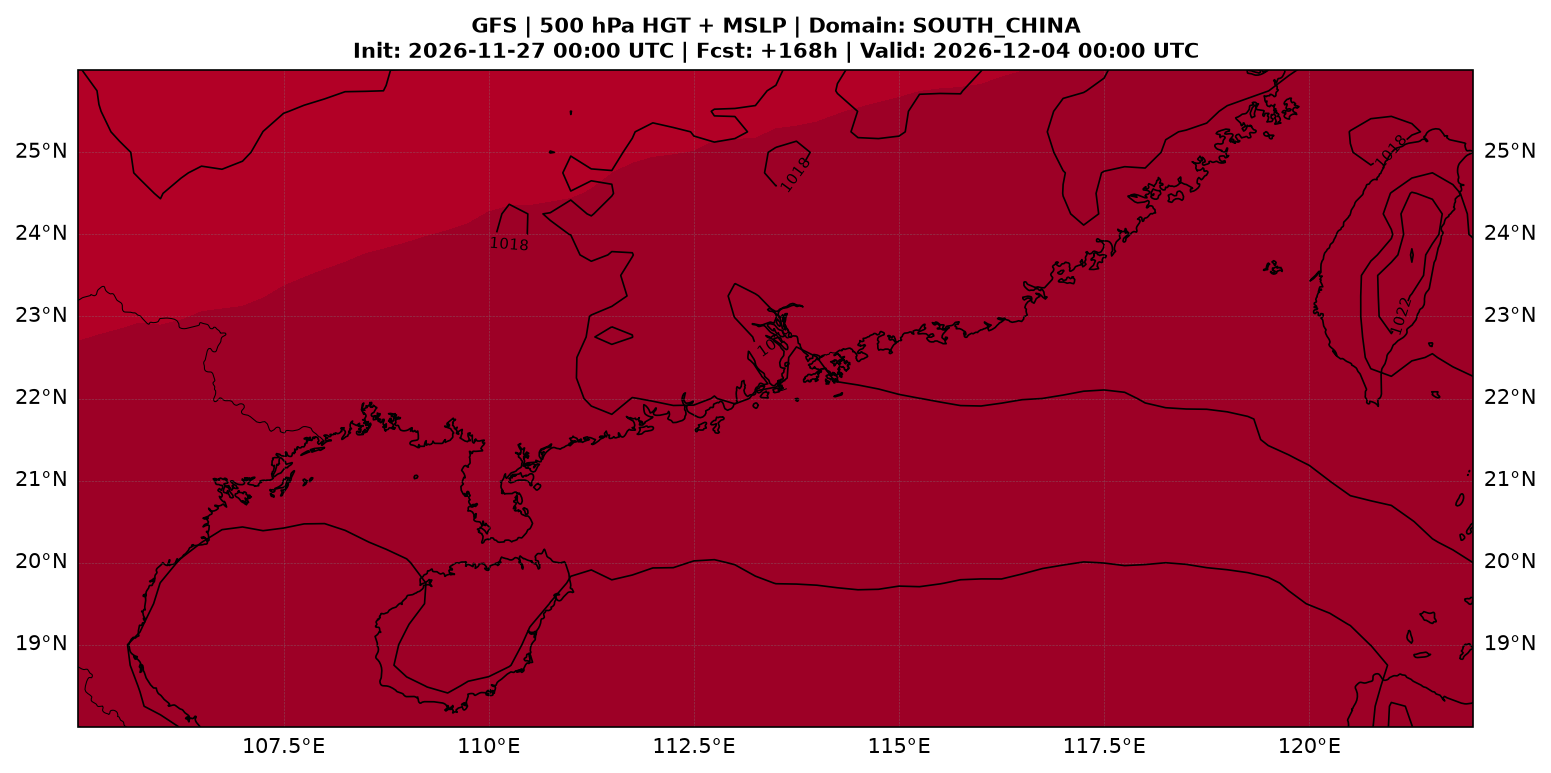 GFS | 500 hPa HGT + MSLP | Domain: SOUTH_CHINA
Init: 2026-11-27 00:00 UTC | Fcst: +168h | Valid: 2026-12-04 00:00 UTC
25°N 25°N
24°N 24°N
23°N 23°N
22°N 22°N
21°N 21°N
20°N 20°N
19°N 19°N
1018
1018
1018
1022
107.5°E 110°E 112.5°E 115°E 117.5°E 120°E